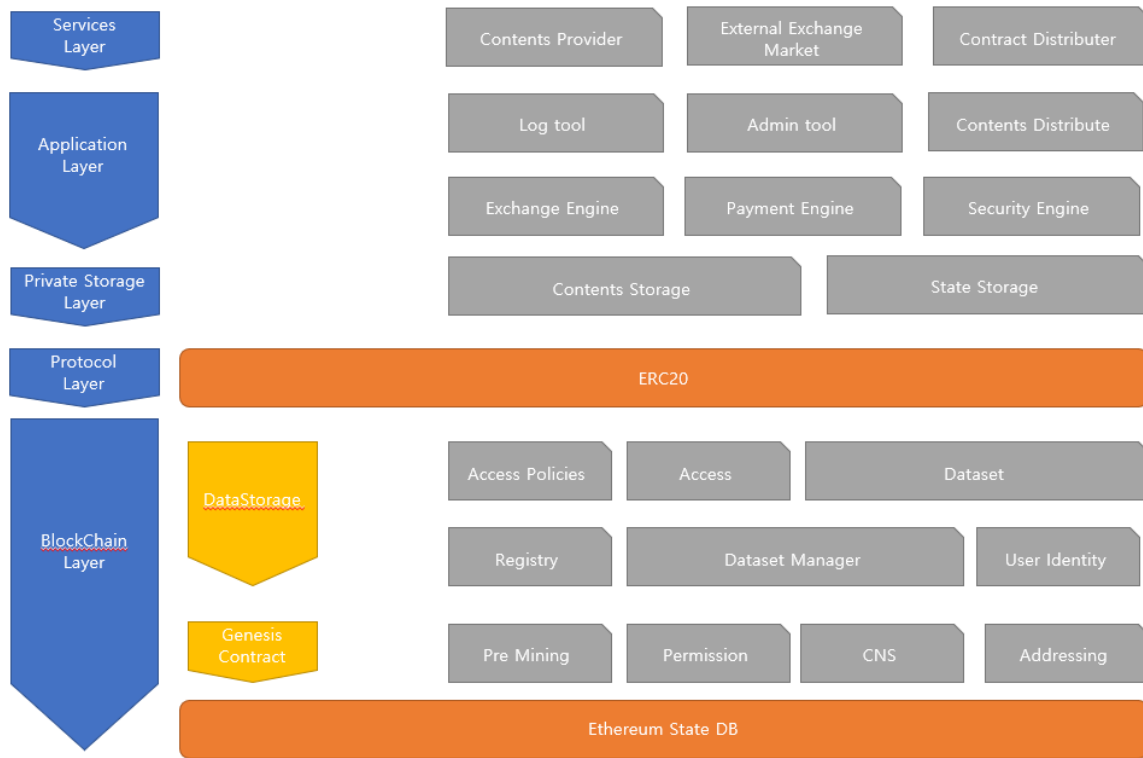 Services
Layer
Contents Provider
External Exchange
Market
Contract Distributer
Application
Layer
Log tool
Admin tool
Contents Distribute
Exchange Engine
Payment Engine
Security Engine
Private Storage
Layer
Contents Storage
State Storage
Protocol
Layer
ERC20
BlockChain
Layer
DataStorage
Access Policies
Access
Dataset
Registry
Dataset Manager
User Identity
Genesis
Contract
Pre Mining
Permission
CNS
Addressing
Ethereum State DB